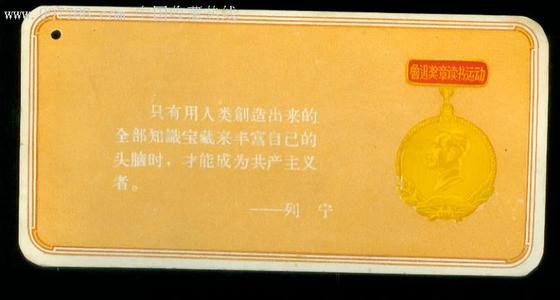 鲁迅奖章读书运动
只有用人类創造出来的
全部知識宝藏来丰富自己的
头脑时，才能成为共产主义
者。
——列 宁